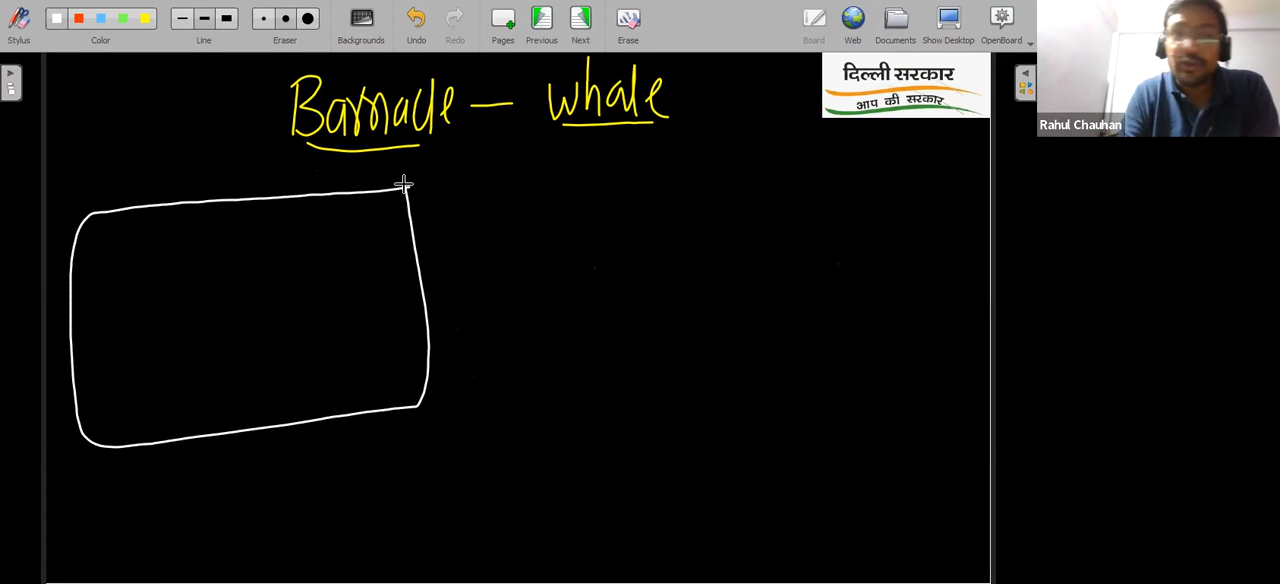 Stylus
Color
Line
Eraser
Backgrounds
Undo
Redo
Pages
Previous
Next
Erase
Board
Web
Documents
Show Desktop
OpenBoard
Barnacle — whale
दिल्ली सरकार
आप की सरकार
Rahul Chauhan